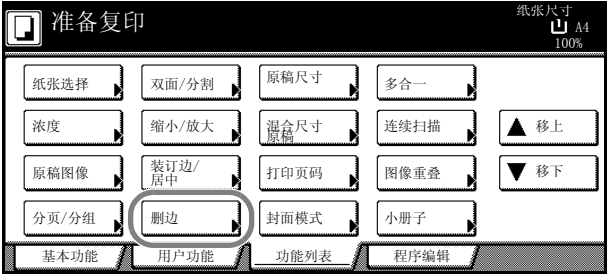 准备复印
纸张尺寸
A4
100%
纸张选择
双面/分割
原稿尺寸
多合一
浓度
缩小/放大
混合尺寸
原稿
连续扫描
移上
原稿图像
装订边/
居中
打印页码
图像重叠
移下
分页/分组
删边
封面模式
小册子
基本功能
用户功能
功能列表
程序编辑